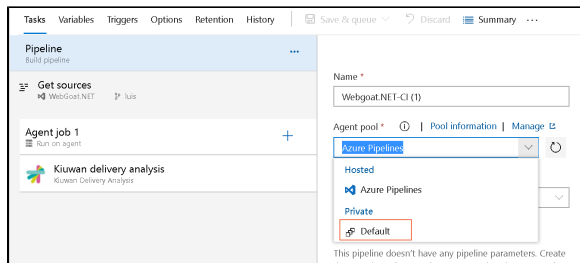 Tasks Variables Triggers Options Retention History Save & queue Discard Summary ...
Pipeline
Build pipeline
Get sources
WebGoat.NET luis
Agent job 1
Run on agent
Kiuwan delivery analysis
Kiuwan Delivery Analysis
Name *
Webgoat.NET-CI (1)
Agent pool * Pool information | Manage
Azure Pipelines
Hosted
Azure Pipelines
Private
Default
This pipeline doesn't have any pipeline parameters. Create